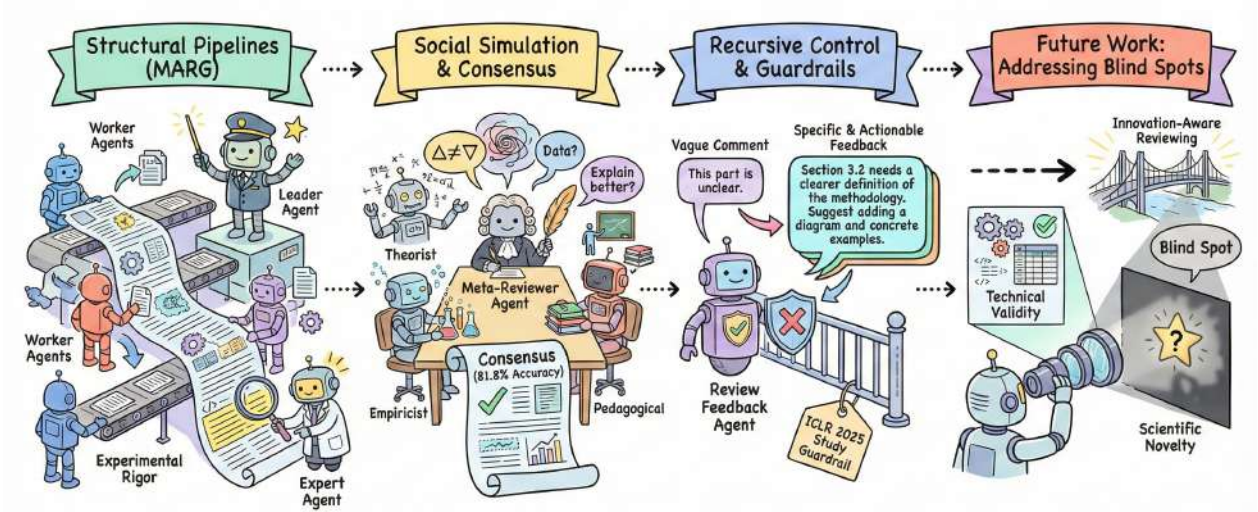 Structural Pipelines
(MARG)
Social Simulation
& Consensus
Recursive Control
& Guardrails
Future Work:
Addressing Blind Spots
Worker
Agents
Leader
Agent
Worker
Agents
Experimental
Rigor
Expert
Agent
Δ≠∇
Data?
Explain
better?
Theorist
Meta-Reviewer
Agent
Empiricist
Pedagogical
Consensus
(81.8% Accuracy)
Vague Comment
This part is
unclear.
Specific & Actionable
Feedback
Section 3.2 needs a
clearer definition of
the methodology.
Suggest adding a
diagram and concrete
examples.
Review
Feedback
Agent
ICLR 2025
Study
Guardrail
Innovation-Aware
Reviewing
Technical
Validity
Blind Spot
?
Scientific
Novelty